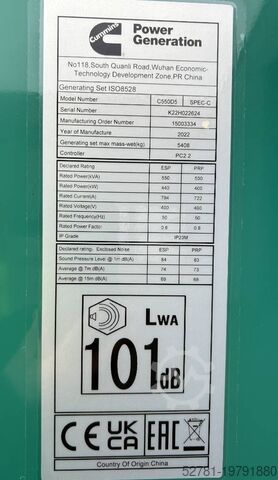 Cummins
Power
Generation
No118,South Quanli Road,Wuhan Economic-
Technology Development Zone,PR China
Generating Set ISO8528
Model Number C550D5 SPEC-C
Serial Number K22H022624
Manufacturing Order Number 15003334
Year of Manufacture 2022
Generating set max mass-wet(kg) 5408
Controller PC2.2
Declared Rating ESP PRP
Rated Power(kVA) 550 500
Rated Power(kW) 440 400
Rated Current(A) 794 722
Rated Voltage(V) 400 400
Rated Frequency(Hz) 50 50
Rated Power Factor 0.8 0.8
IP Grade IP23M
Declared rating: Enclosed Noise ESP PRP
Sound Pressure Level @ 1m dB(A) 84 83
Average @ 7m dB(A) 74 73
Average @ 15m dB(A) 69 68
LWA
101 dB
CE UK CA EAC
Country Of Origin China
52781-19791880